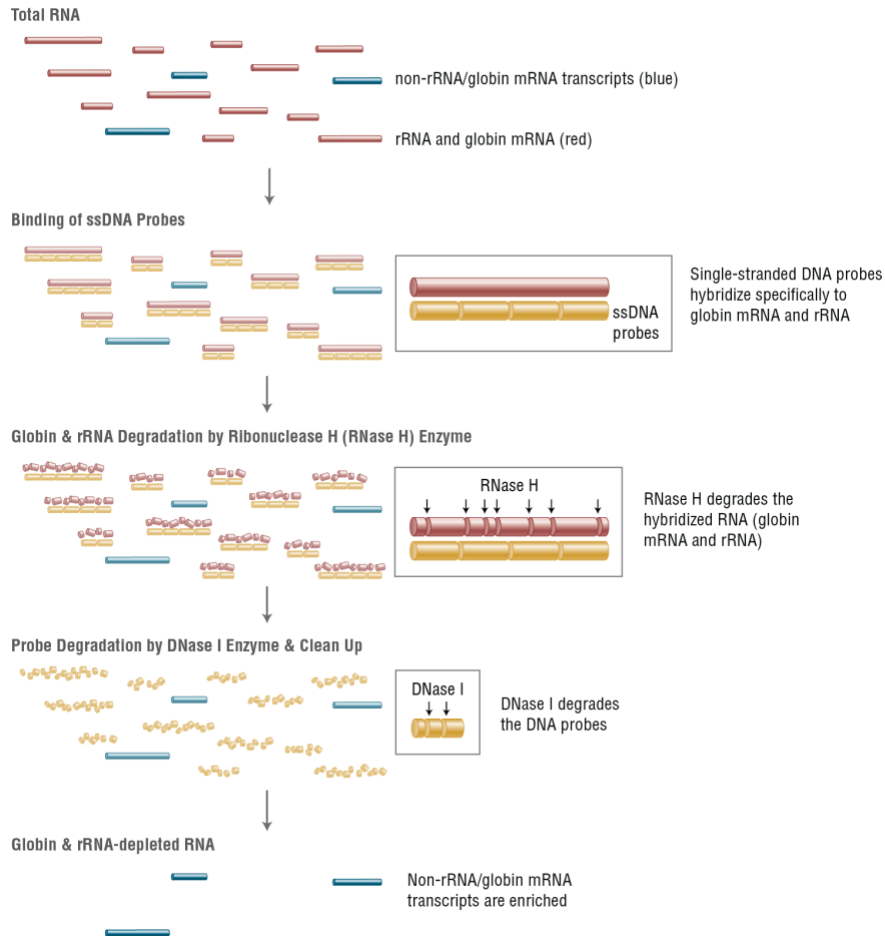 Total RNA
non-rRNA/globin mRNA transcripts (blue)
rRNA and globin mRNA (red)
Binding of ssDNA Probes
ssDNA
probes
Single-stranded DNA probes
hybridize specifically to
globin mRNA and rRNA
Globin & rRNA Degradation by Ribonuclease H (RNase H) Enzyme
RNase H
RNase H degrades the
hybridized RNA (globin
mRNA and rRNA)
Probe Degradation by DNase I Enzyme & Clean Up
DNase I
DNase I degrades
the DNA probes
Globin & rRNA-depleted RNA
Non-rRNA/globin mRNA
transcripts are enriched